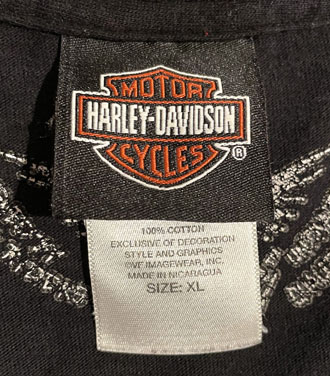 MOTOR
HARLEY-DAVIDSON
CYCLES
®
100% COTTON
EXCLUSIVE OF DECORATION
STYLE AND GRAPHICS
©VF IMAGEWEAR, INC.
MADE IN NICARAGUA
SIZE: XL